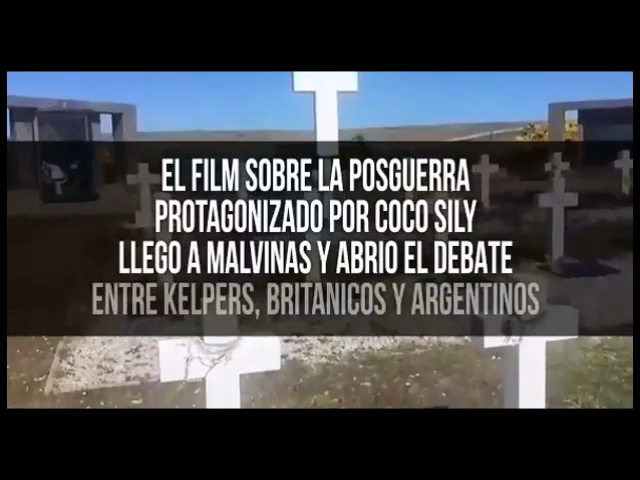 EL FILM SOBRE LA POSGUERRA
PROTAGONIZADO POR COCO SILY
LLEGO A MALVINAS Y ABRIO EL DEBATE
ENTRE KELPERS, BRITANICOS Y ARGENTINOS